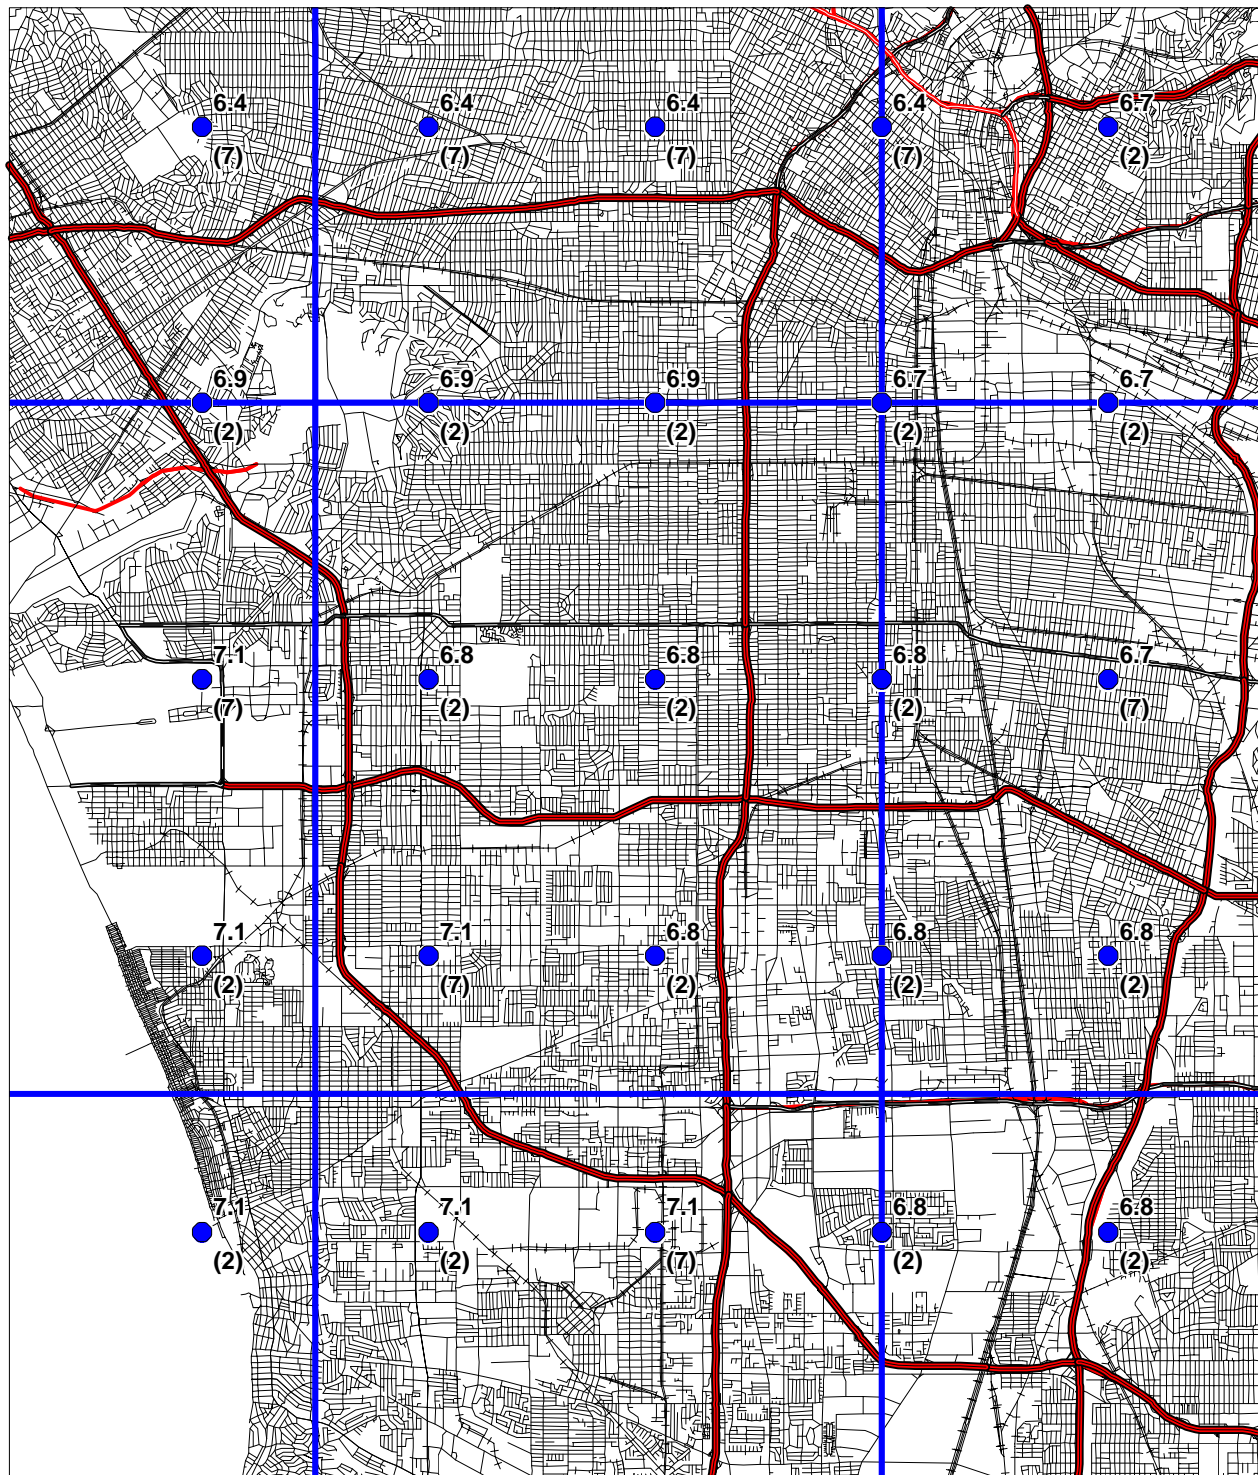 6.4 6.4 6.4 6.4 6.7
(7) (7) (7) (7) (2)
6.9 6.9 6.9 6.7 6.7
(2) (2) (2) (2) (2)
7.1 6.8 6.8 6.8 6.7
(7) (2) (2) (2) (7)
7.1 7.1 6.8 6.8 6.8
(2) (7) (2) (2) (2)
7.1 7.1 7.1 6.8 6.8
(2) (2) (7) (2) (2)